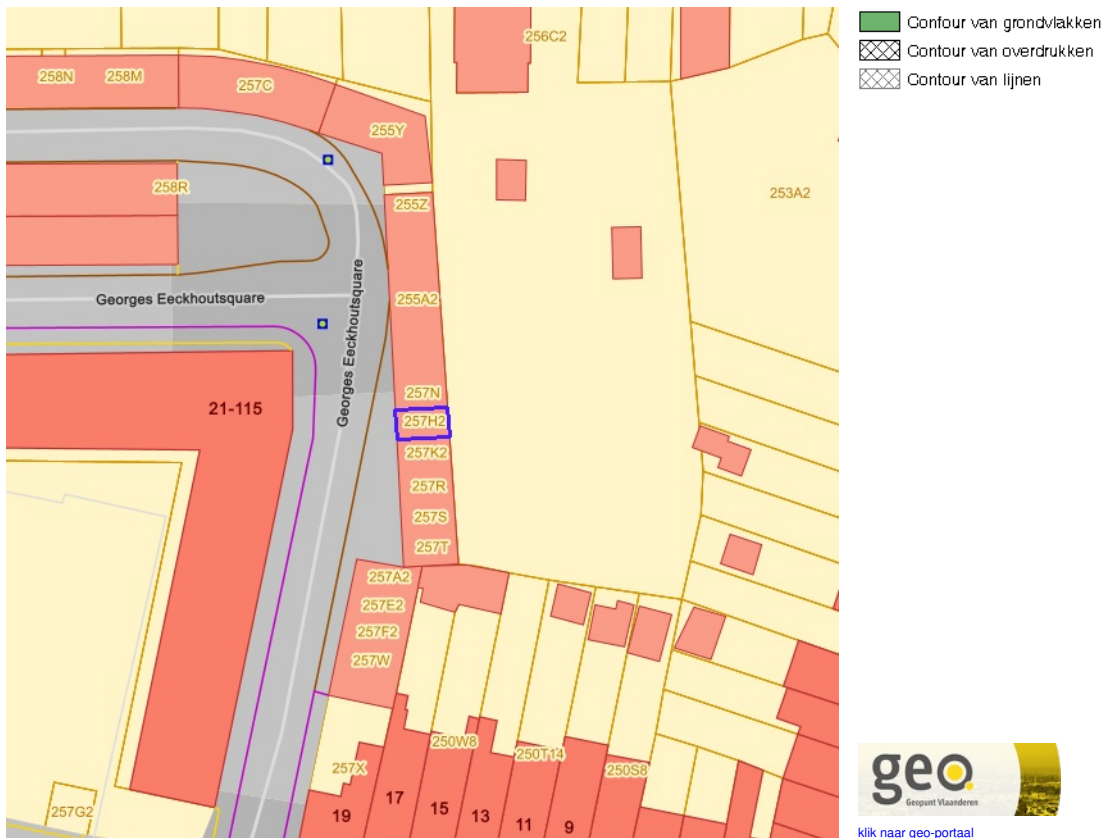 256C2
258N
258M
257C
255Y
258R
255Z
253A2
Georges Eeckhoutsquare
255A2
Georges Eeckhoutsquare
257N
21-115
257H2
257K2
257R
257S
257T
257A2
257E2
257F2
257W
250W8
250T14
257X
250S8
17
19
15
13
11
9
257G2
Contour van grondvlakken
Contour van overdrukken
Contour van lijnen
geo.
Geopunt Vlaanderen
klik naar geo-portaal